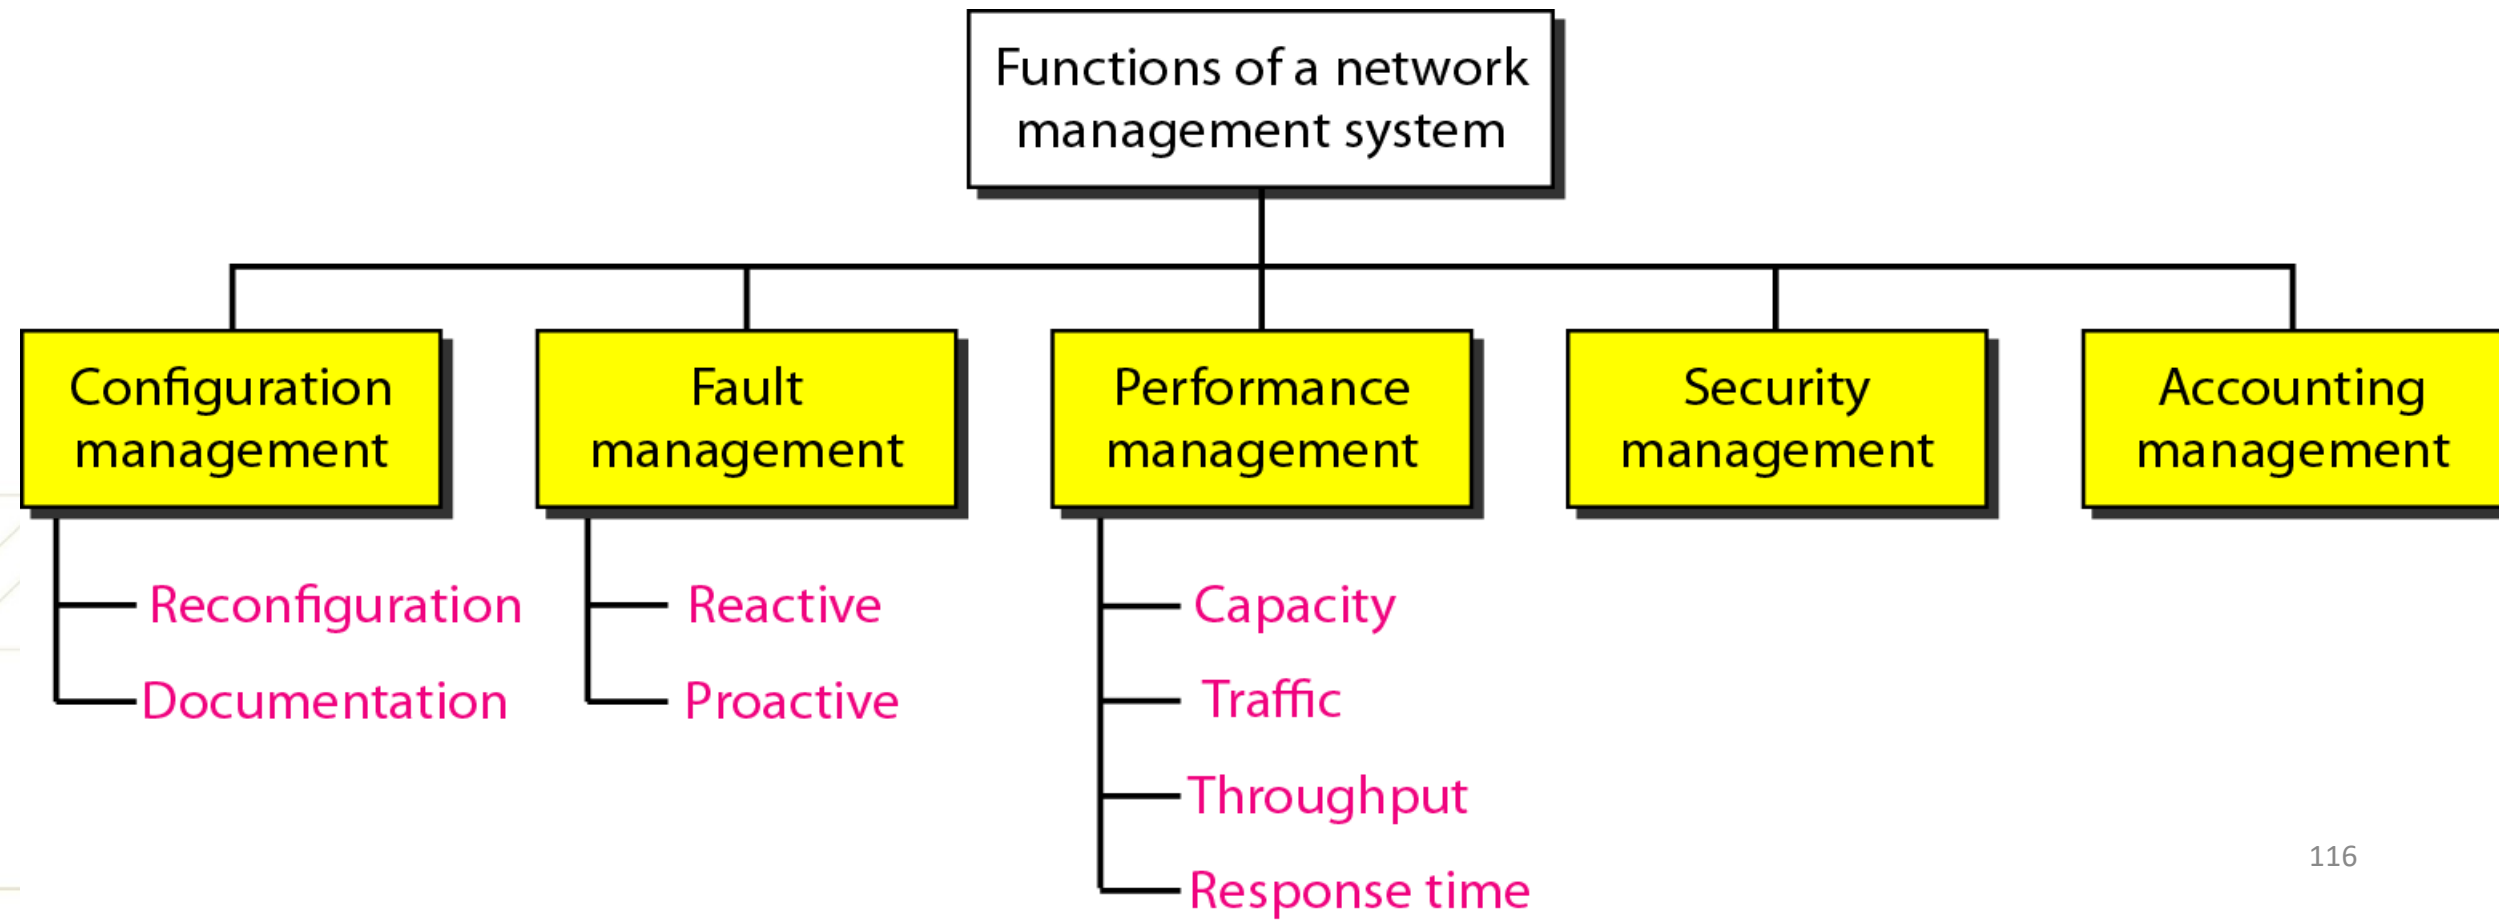 Functions of a network
management system
Configuration
management
Fault
management
Performance
management
Security
management
Accounting
management
Reconfiguration
Documentation
Reactive
Proactive
Capacity
Traffic
Throughput
Response time
116